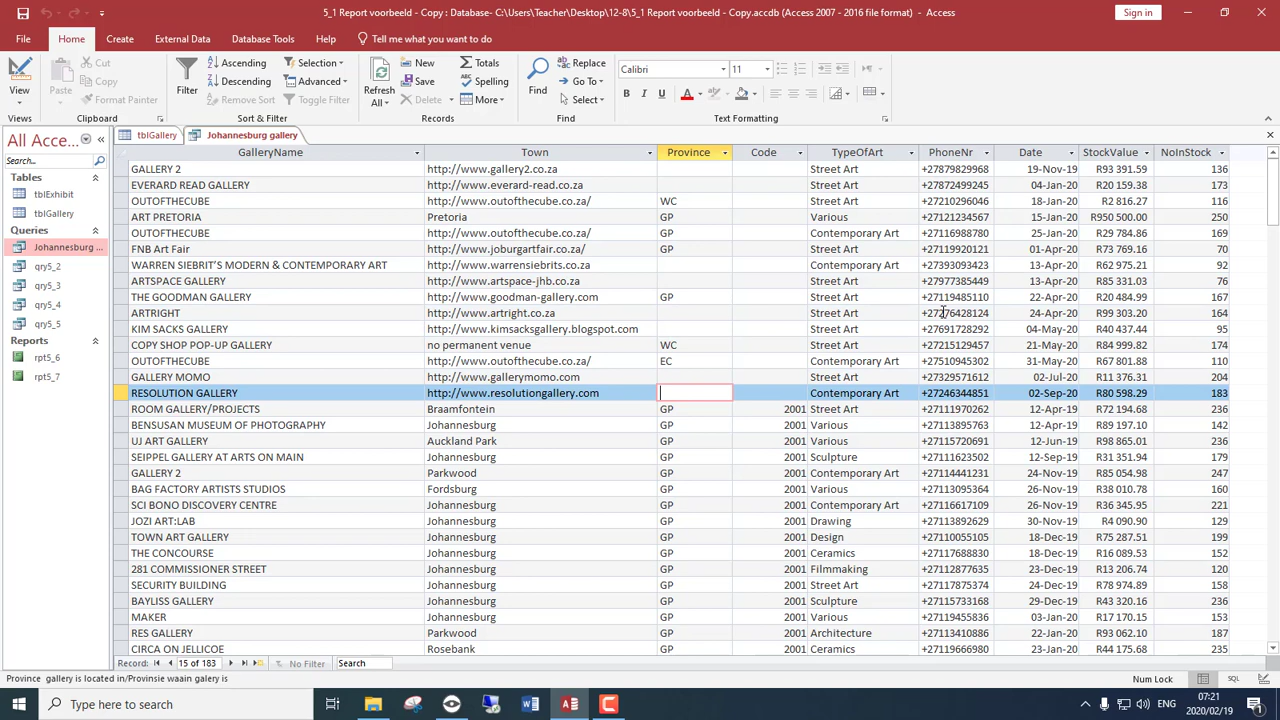 5_1 Report voorbeeld - Copy : Database- C:\Users\Teacher\Desktop\12-8\5_1 Report voorbeeld - Copy.accdb (Access 2007 - 2016 file format) - Access
Sign in
File Home Create External Data Database Tools Help Tell me what you want to do
View
Views
Paste
Cut
Copy
Format Painter
Clipboard
Filter
Ascending
Descending
Remove Sort
Selection
Advanced
Toggle Filter
Sort & Filter
Refresh All
New
Save
Delete
Totals
Spelling
More
Records
Find
Replace
Go To
Select
Find
Calibri 11
B I U A
Text Formatting
All Acce...
Search...
Tables
tblExhibit
tblGallery
Queries
Johannesburg ...
qry5_2
qry5_3
qry5_4
qry5_5
Reports
rpt5_6
rpt5_7
tblGallery Johannesburg gallery
GalleryName Town Province Code TypeOfArt PhoneNr Date StockValue NoInStock
GALLERY 2 http://www.gallery2.co.za Street Art +27879829968 19-Nov-19 R93 391.59 136
EVERARD READ GALLERY http://www.everard-read.co.za Street Art +27872499245 04-Jan-20 R20 159.38 173
OUTOFTHECUBE http://www.outofthecube.co.za/ WC Street Art +27210296046 18-Jan-20 R2 816.27 116
ART PRETORIA Pretoria GP Various +27121234567 15-Jan-20 R950 500.00 250
OUTOFTHECUBE http://www.outofthecube.co.za/ GP Contemporary Art +27116988780 25-Jan-20 R29 784.86 169
FNB Art Fair http://www.joburgartfair.co.za/ GP Street Art +27119920121 01-Apr-20 R73 769.16 70
WARREN SIEBRIT'S MODERN & CONTEMPORARY ART http://www.warrensiebrits.co.za Contemporary Art +27393093423 13-Apr-20 R62 975.21 92
ARTSPACE GALLERY http://www.artspace-jhb.co.za Street Art +27977385449 13-Apr-20 R85 331.03 76
THE GOODMAN GALLERY http://www.goodman-gallery.com GP Street Art +27119485110 22-Apr-20 R20 484.99 167
ARTRIGHT http://www.artright.co.za Street Art +27276428124 24-Apr-20 R99 303.20 164
KIM SACKS GALLERY http://www.kimsacksgallery.blogspot.com Street Art +27691728292 04-May-20 R40 437.44 95
COPY SHOP POP-UP GALLERY no permanent venue WC Street Art +27215129457 21-May-20 R84 999.82 174
OUTOFTHECUBE http://www.outofthecube.co.za/ EC Contemporary Art +27510945302 31-May-20 R67 801.88 110
GALLERY MOMO http://www.gallerymomo.com Street Art +27329571612 02-Jul-20 R11 376.31 204
RESOLUTION GALLERY http://www.resolutiongallery.com Contemporary Art +27246344851 02-Sep-20 R80 598.29 183
ROOM GALLERY/PROJECTS Braamfontein GP 2001 Street Art +27111970262 12-Apr-19 R72 194.68 236
BENSUSAN MUSEUM OF PHOTOGRAPHY Johannesburg GP 2001 Various +27113895713 12-May-19 R89 197.10 142
UJ ART GALLERY Auckland Park GP 2001 Various +27115720691 12-Jun-19 R98 865.01 236
SEIPPEL GALLERY AT ARTS ON MAIN Johannesburg GP 2001 Sculpture +27111623502 12-Sep-19 R31 351.94 179
GALLERY 2 Parkwood GP 2001 Contemporary Art +27114441231 24-Nov-19 R85 054.98 247
BAG FACTORY ARTISTS STUDIOS Fordsburg GP 2001 Various +27113095364 26-Nov-19 R38 010.78 160
SCI BONO DISCOVERY CENTRE Johannesburg GP 2001 Contemporary Art +27116617109 26-Nov-19 R36 345.95 221
JOZI ART:LAB Johannesburg GP 2001 Drawing +27113892629 30-Nov-19 R4 090.90 129
TOWN ART GALLERY Johannesburg GP 2001 Design +27110055105 18-Dec-19 R75 287.51 199
THE CONCOURSE Johannesburg GP 2001 Ceramics +27117688830 18-Dec-19 R16 089.52 152
281 COMMISSIONER STREET Johannesburg GP 2001 Filmmaking +27112877635 23-Dec-19 R13 206.74 120
SECURITY BUILDING Johannesburg GP 2001 Street Art +27117875374 24-Dec-19 R78 974.89 158
BAYLISS GALLERY Johannesburg GP 2001 Sculpture +27115733168 29-Dec-19 R43 320.16 236
MAKER Johannesburg GP 2001 Various +27119455836 03-Jan-20 R17 170.15 153
RES GALLERY Parkwood GP 2001 Architecture +27113410886 22-Jan-20 R93 062.10 187
CIRCA ON JELLICOE Rosebank GP 2001 Ceramics +27119666980 23-Jan-20 R44 175.68 235
Record: 15 of 183 No Filter Search
Province gallery is located in/Provinsie waain galery is
Num Lock
SQL
Type here to search
ENG
07:21
2020/02/19